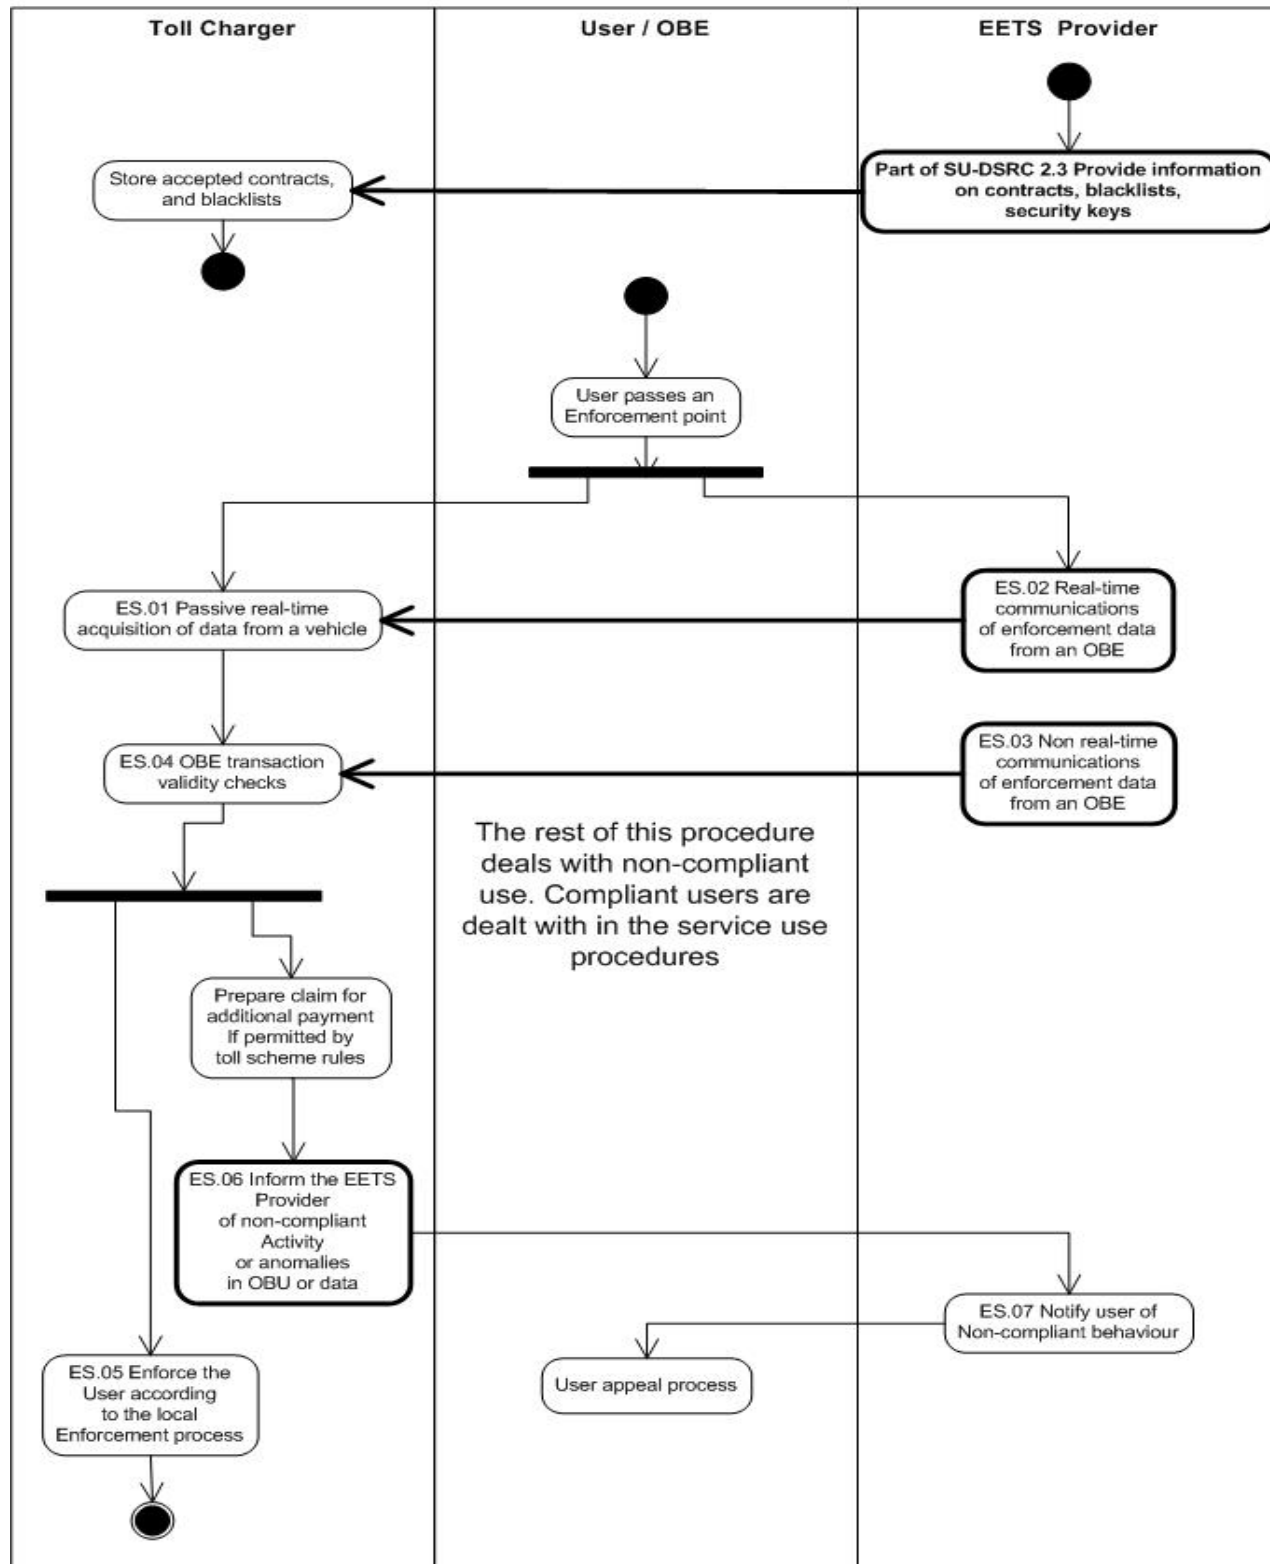 Toll Charger
User / OBE
EETS Provider
Part of SU-DSRC 2.3 Provide information
on contracts, blacklists,
security keys
Store accepted contracts,
and blacklists
User passes an
Enforcement point
ES.01 Passive real-time
acquisition of data from a vehicle
ES.02 Real-time
communications
of enforcement data
from an OBE
ES.04 OBE transaction
validity checks
ES.03 Non real-time
communications
of enforcement data
from an OBE
The rest of this procedure
deals with non-compliant
use. Compliant users are
dealt with in the service use
procedures
Prepare claim for
additional payment
If permitted by
toll scheme rules
ES.06 Inform the EETS
Provider
of non-compliant
Activity
or anomalies
in OBU or data
ES.07 Notify user of
Non-compliant behaviour
User appeal process
ES.05 Enforce the
User according
to the local
Enforcement process